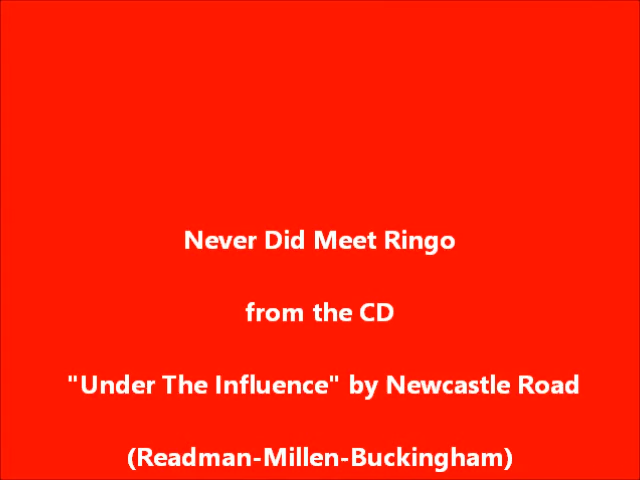 Never Did Meet Ringo
from the CD
"Under The Influence" by Newcastle Road
(Readman-Millen-Buckingham)